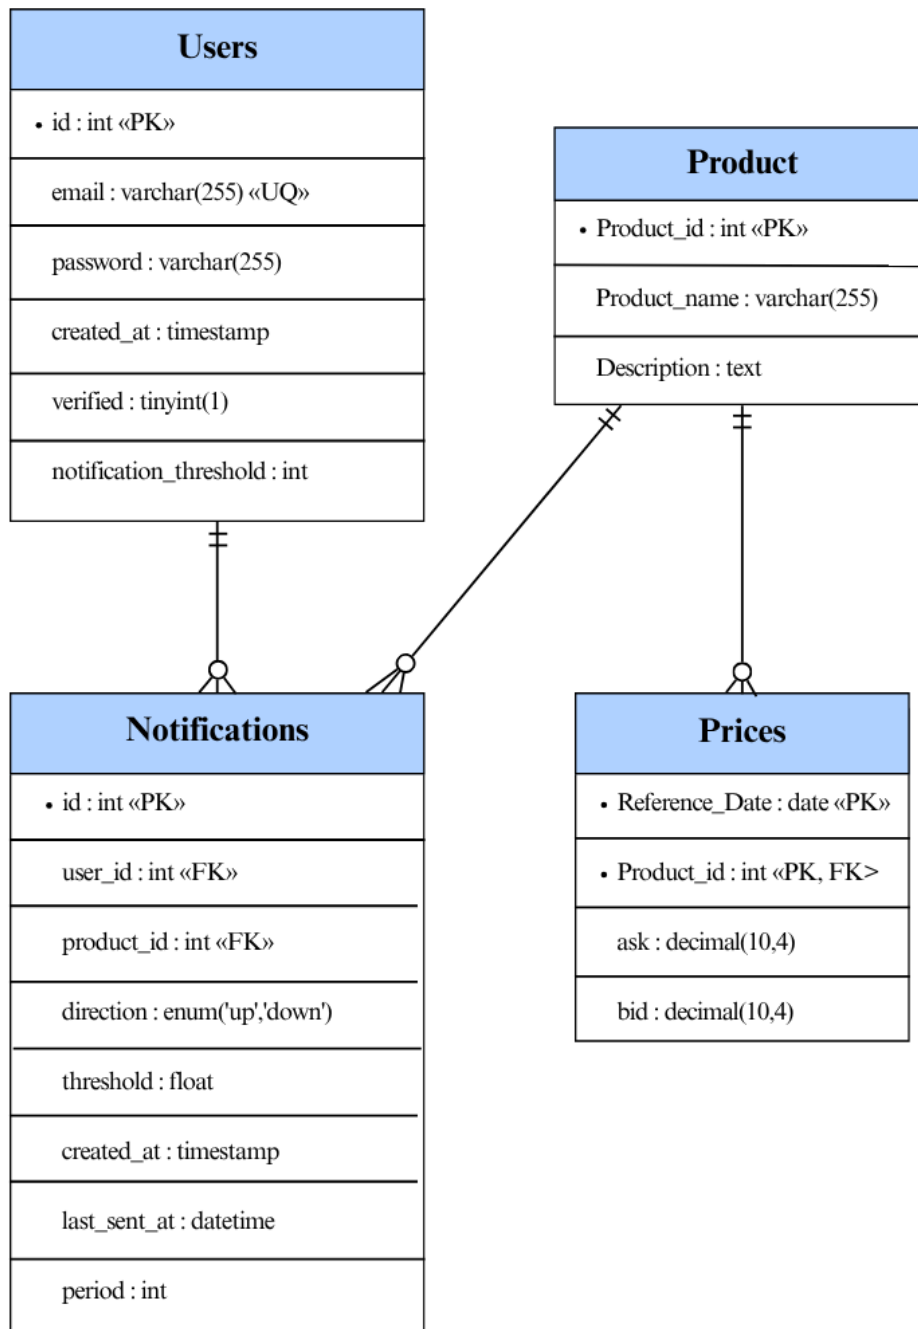 Users
• id : int «PK»
email : varchar(255) «UQ»
password : varchar(255)
created_at : timestamp
verified : tinyint(1)
notification_threshold : int
Product
• Product_id : int «PK»
Product_name : varchar(255)
Description : text
Notifications
• id : int «PK»
user_id : int «FK»
product_id : int «FK»
direction : enum('up','down')
threshold : float
created_at : timestamp
last_sent_at : datetime
period : int
Prices
• Reference_Date : date «PK»
• Product_id : int «PK, FK>
ask : decimal(10,4)
bid : decimal(10,4)